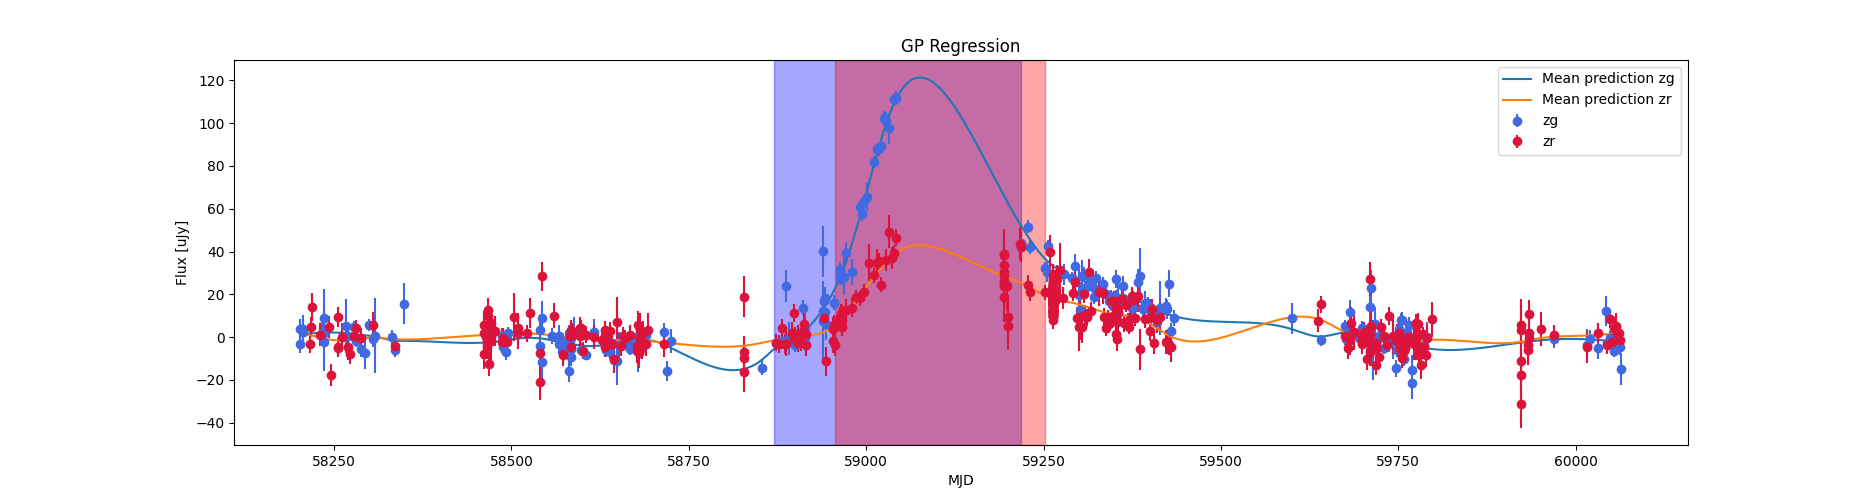 GP Regression
Flux [uJy]
120
100
80
60
40
20
0
−20
−40
58250
58500
58750
59000
59250
59500
59750
60000
MJD
Mean prediction zg
Mean prediction zr
zg
zr